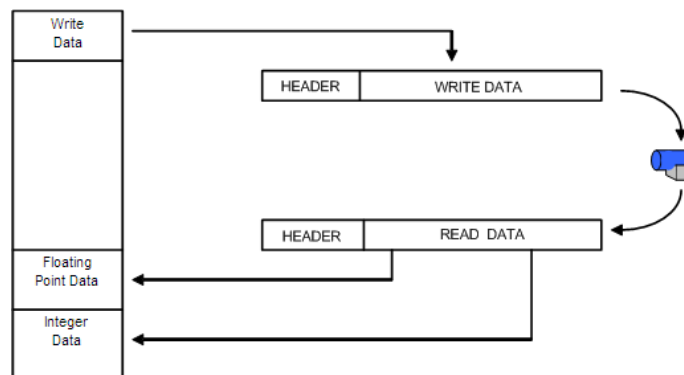 Write
Data
HEADER
WRITE DATA
HEADER
READ DATA
Floating
Point Data
Integer
Data